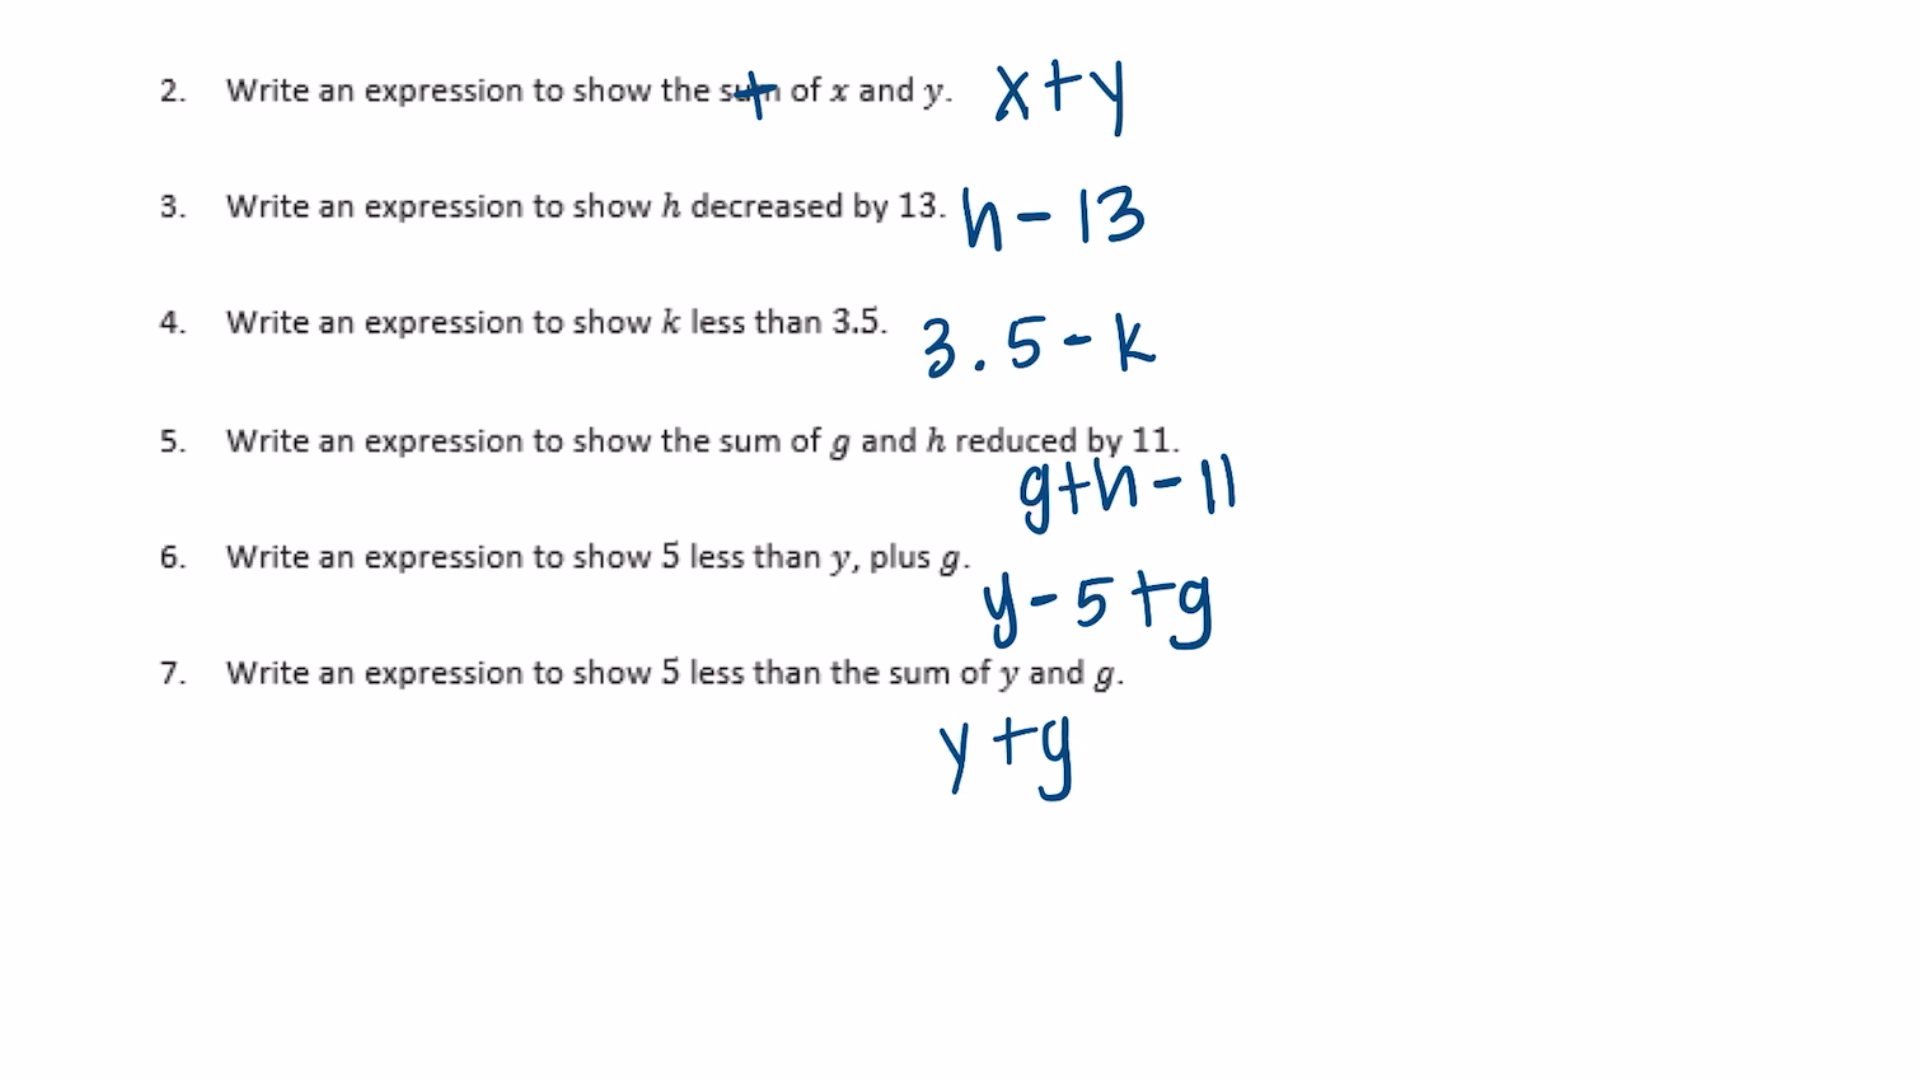 2. Write an expression to show the sum of x and y. x+y
+
3. Write an expression to show h decreased by 13. h-13
4. Write an expression to show k less than 3.5. 3.5-k
5. Write an expression to show the sum of g and h reduced by 11.
g+h-11
6. Write an expression to show 5 less than y, plus g.
y-5+g
7. Write an expression to show 5 less than the sum of y and g.
y+g